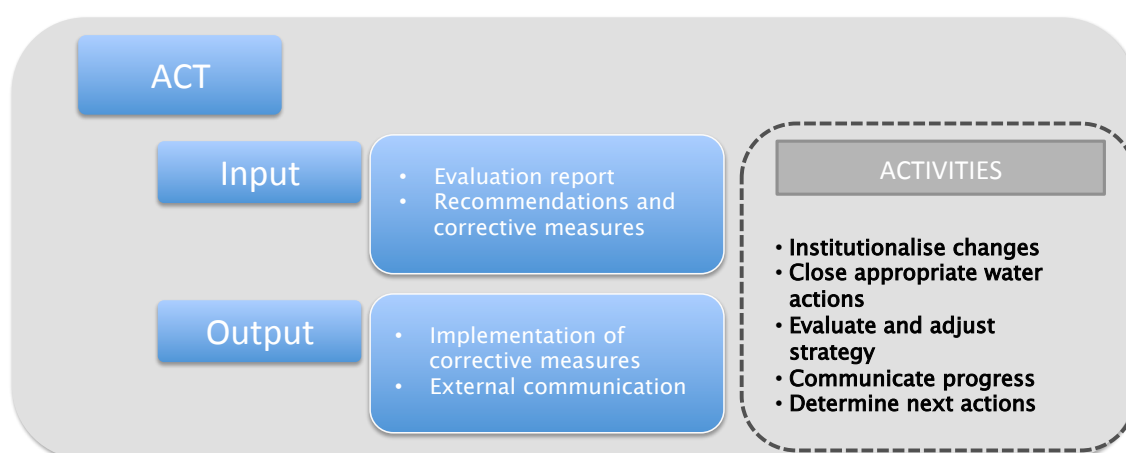 ACT
Input
• Evaluation report
• Recommendations and
corrective measures
Output
• Implementation of
corrective measures
• External communication
ACTIVITIES
• Institutionalise changes
• Close appropriate water
actions
• Evaluate and adjust
strategy
• Communicate progress
• Determine next actions